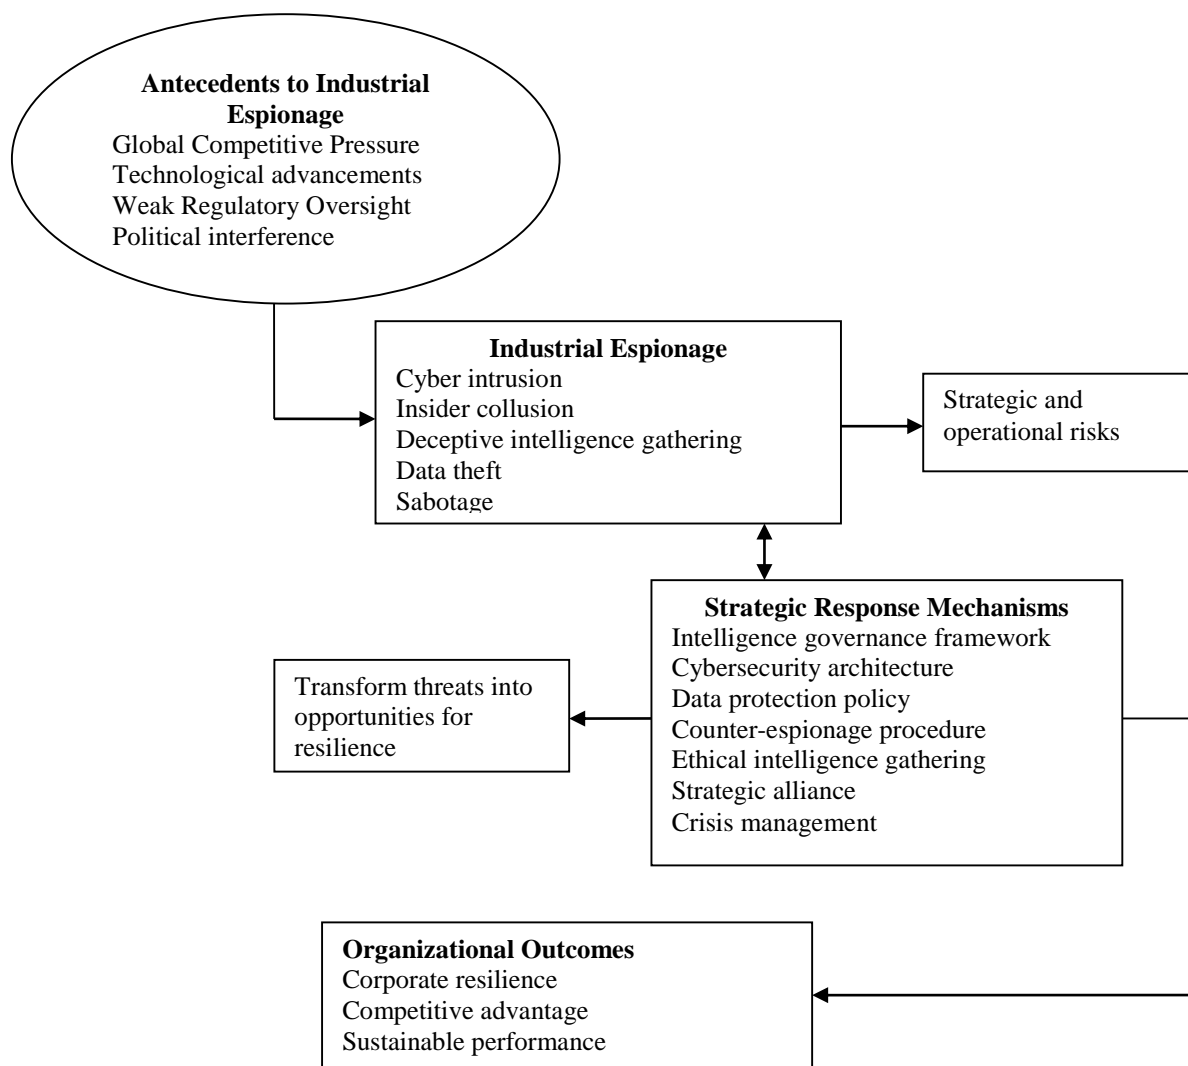 Antecedents to Industrial
Espionage
Global Competitive Pressure
Technological advancements
Weak Regulatory Oversight
Political interference
Industrial Espionage
Cyber intrusion
Insider collusion
Deceptive intelligence gathering
Data theft
Sabotage
Strategic and
operational risks
Strategic Response Mechanisms
Intelligence governance framework
Cybersecurity architecture
Data protection policy
Counter-espionage procedure
Ethical intelligence gathering
Strategic alliance
Crisis management
Transform threats into
opportunities for
resilience
Organizational Outcomes
Corporate resilience
Competitive advantage
Sustainable performance